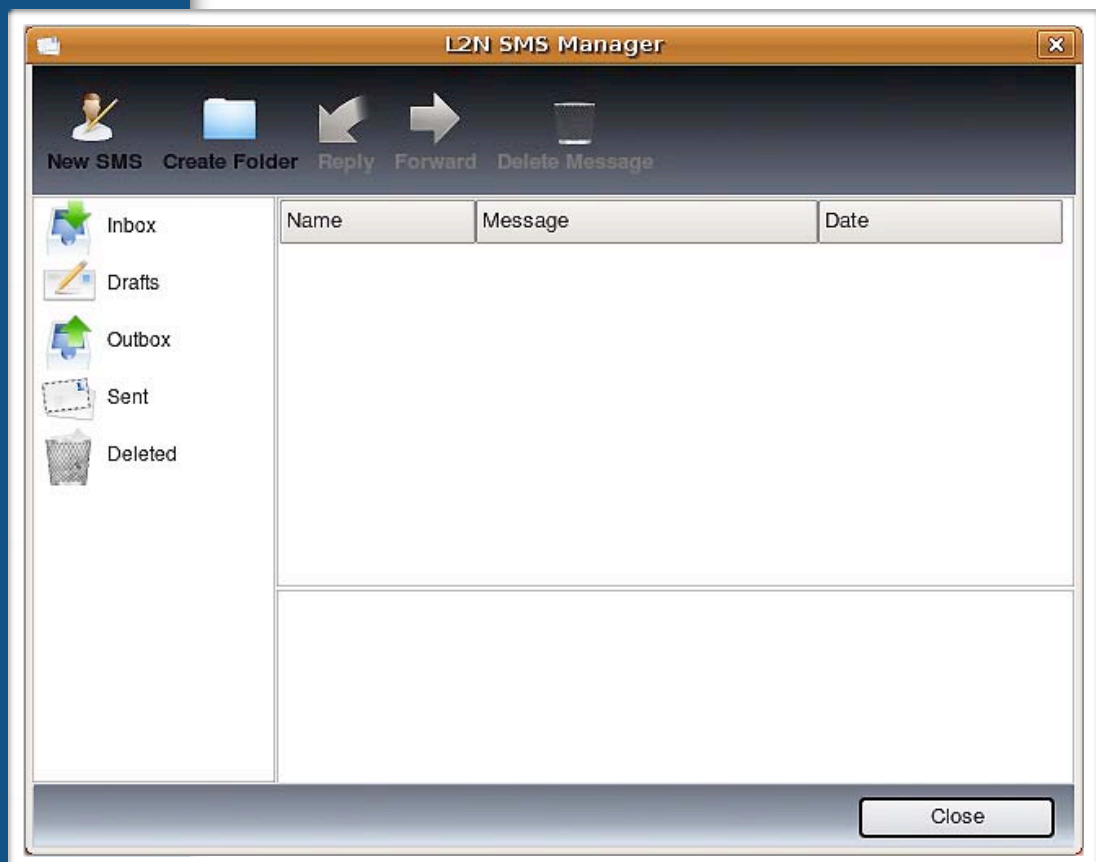 L2N SMS Manager
New SMS Create Folder Reply Forward Delete Message
Inbox
Drafts
Outbox
Sent
Deleted
Name Message Date
Close